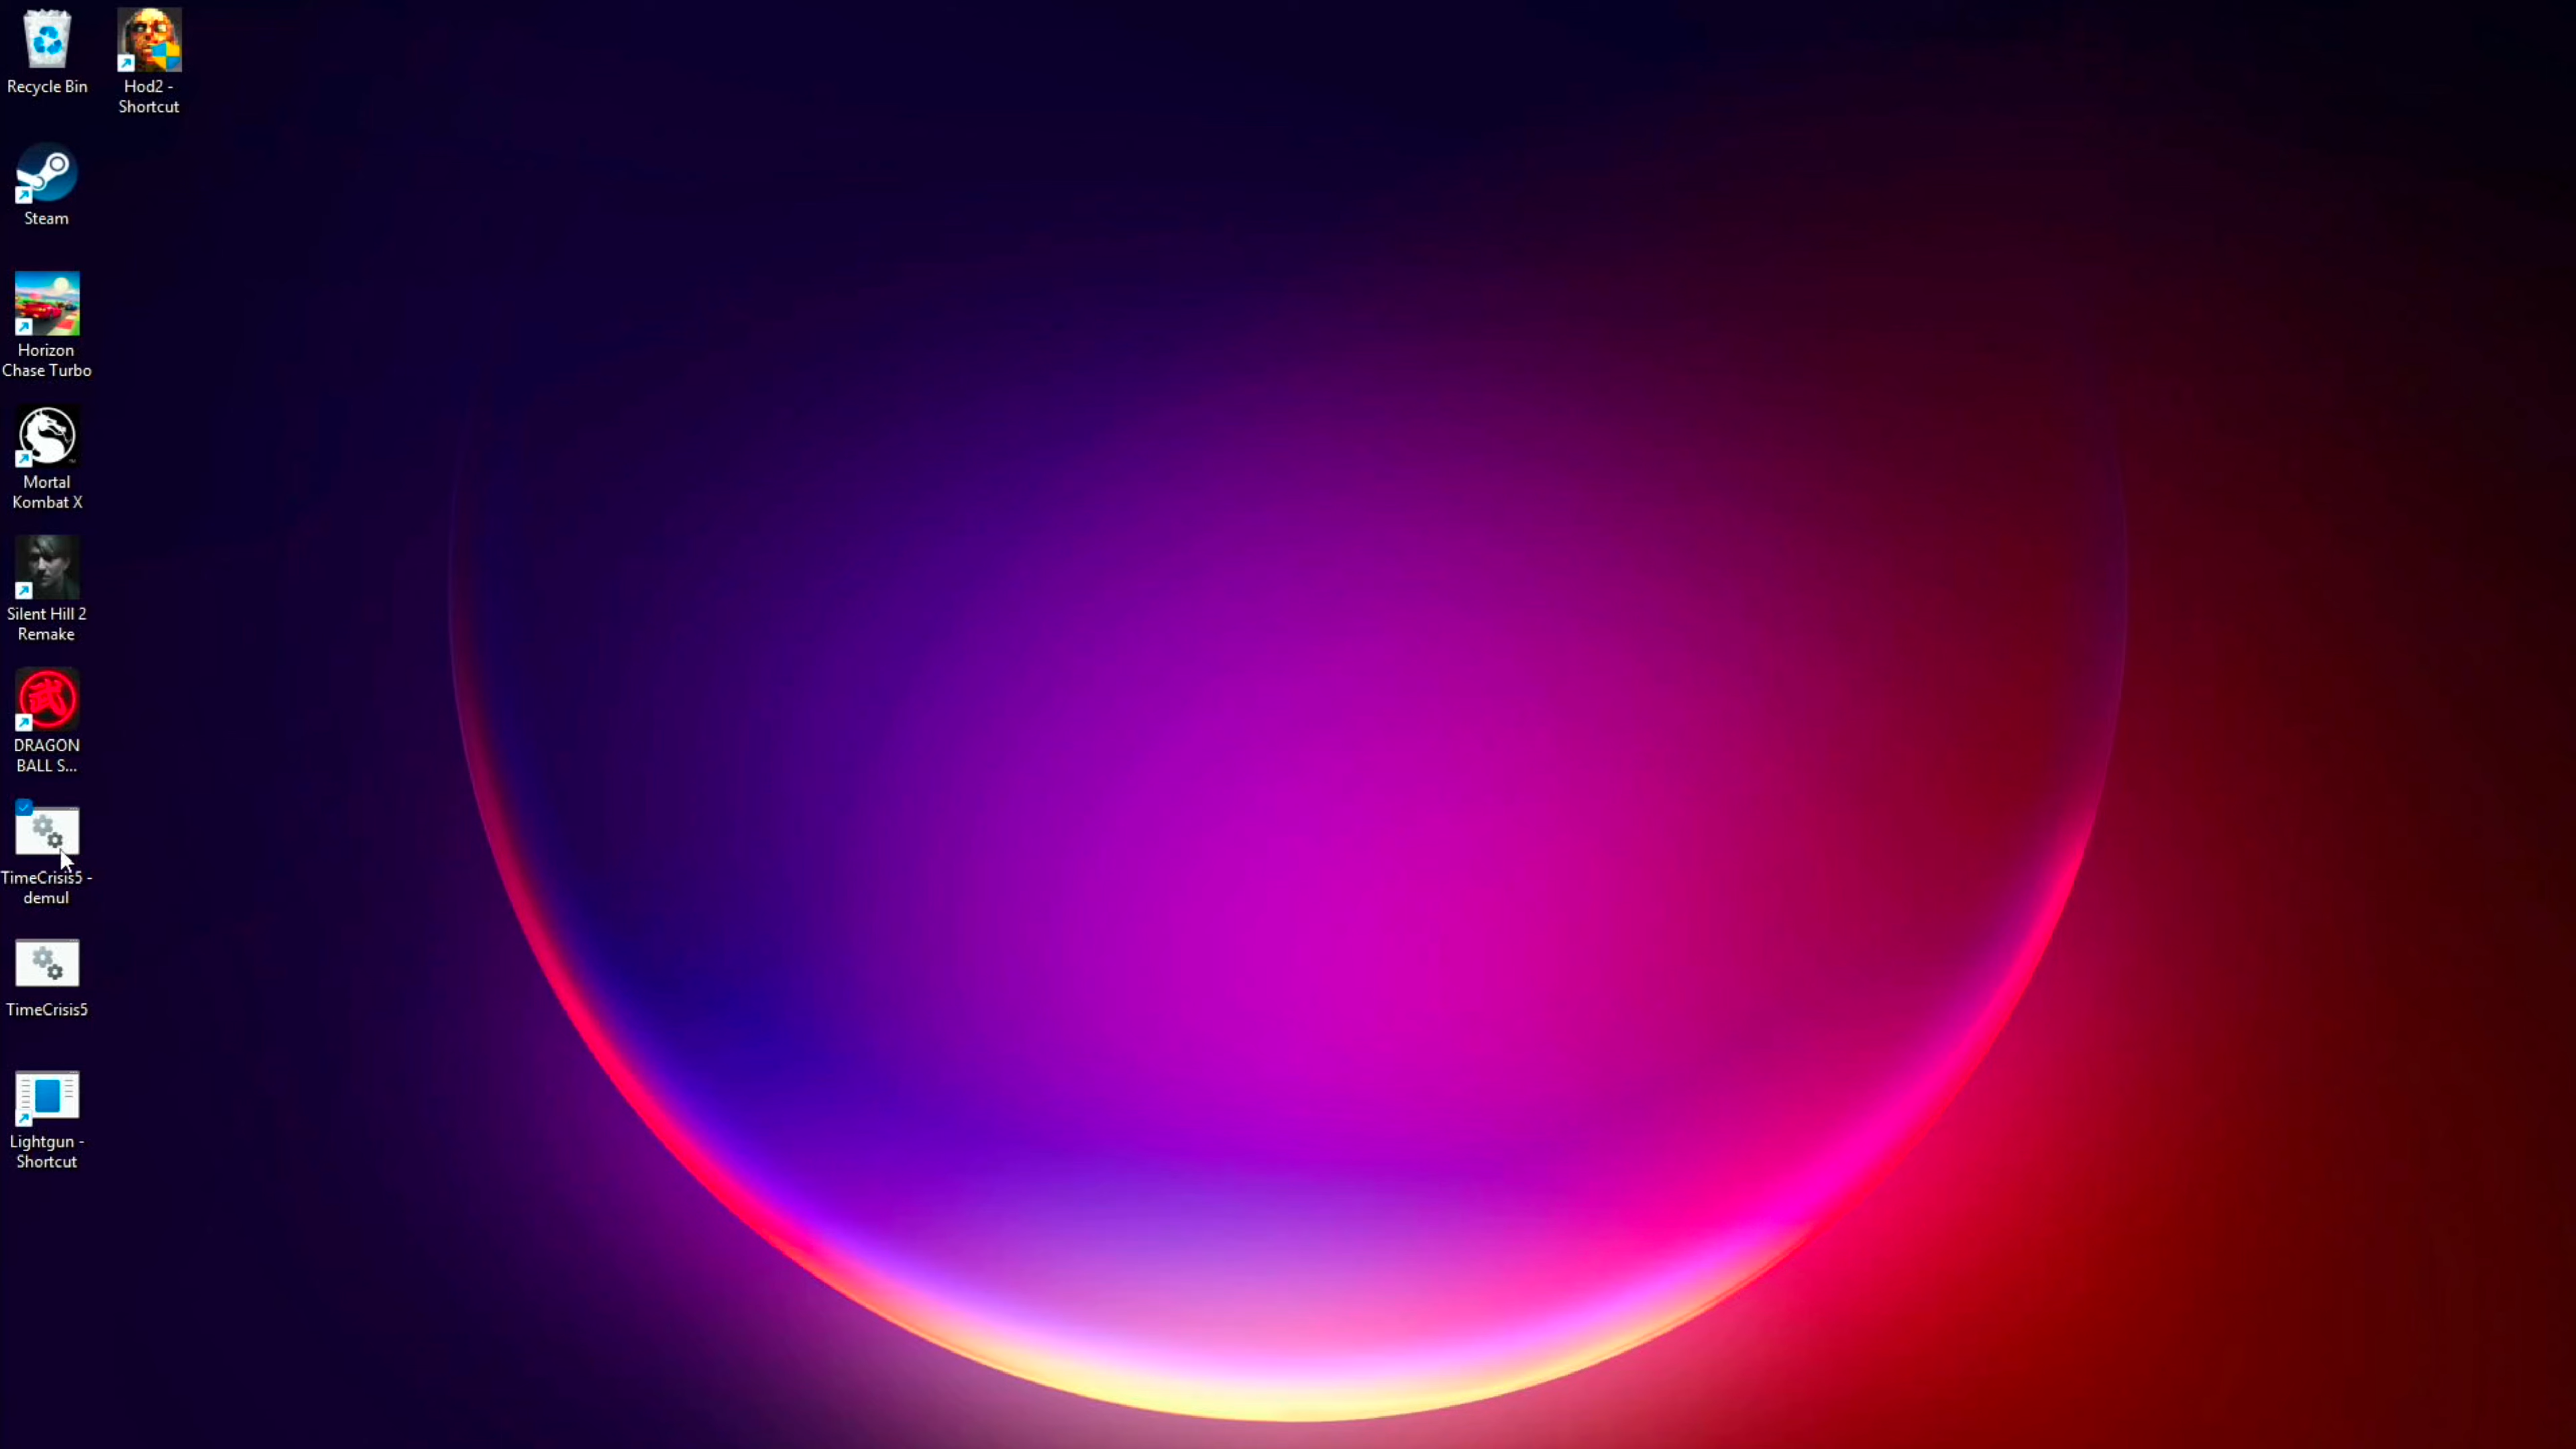 Recycle Bin
Hod2 -
Shortcut
Steam
Horizon
Chase Turbo
Mortal
Kombat X
Silent Hill 2
Remake
武
DRAGON
BALL S...
TimeCrisis5 -
demul
TimeCrisis5
Lightgun -
Shortcut